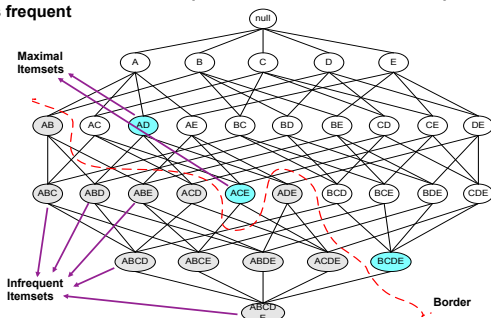 s frequent
null
Maximal
Itemsets
A B C D E
AB AC AD AE BC BD BE CD CE DE
ABC ABD ABE ACD ACE ADE BCD BCE BDE CDE
ABCD ABCE ABDE ACDE BCDE
Infrequent
Itemsets
Border
ABCD
E